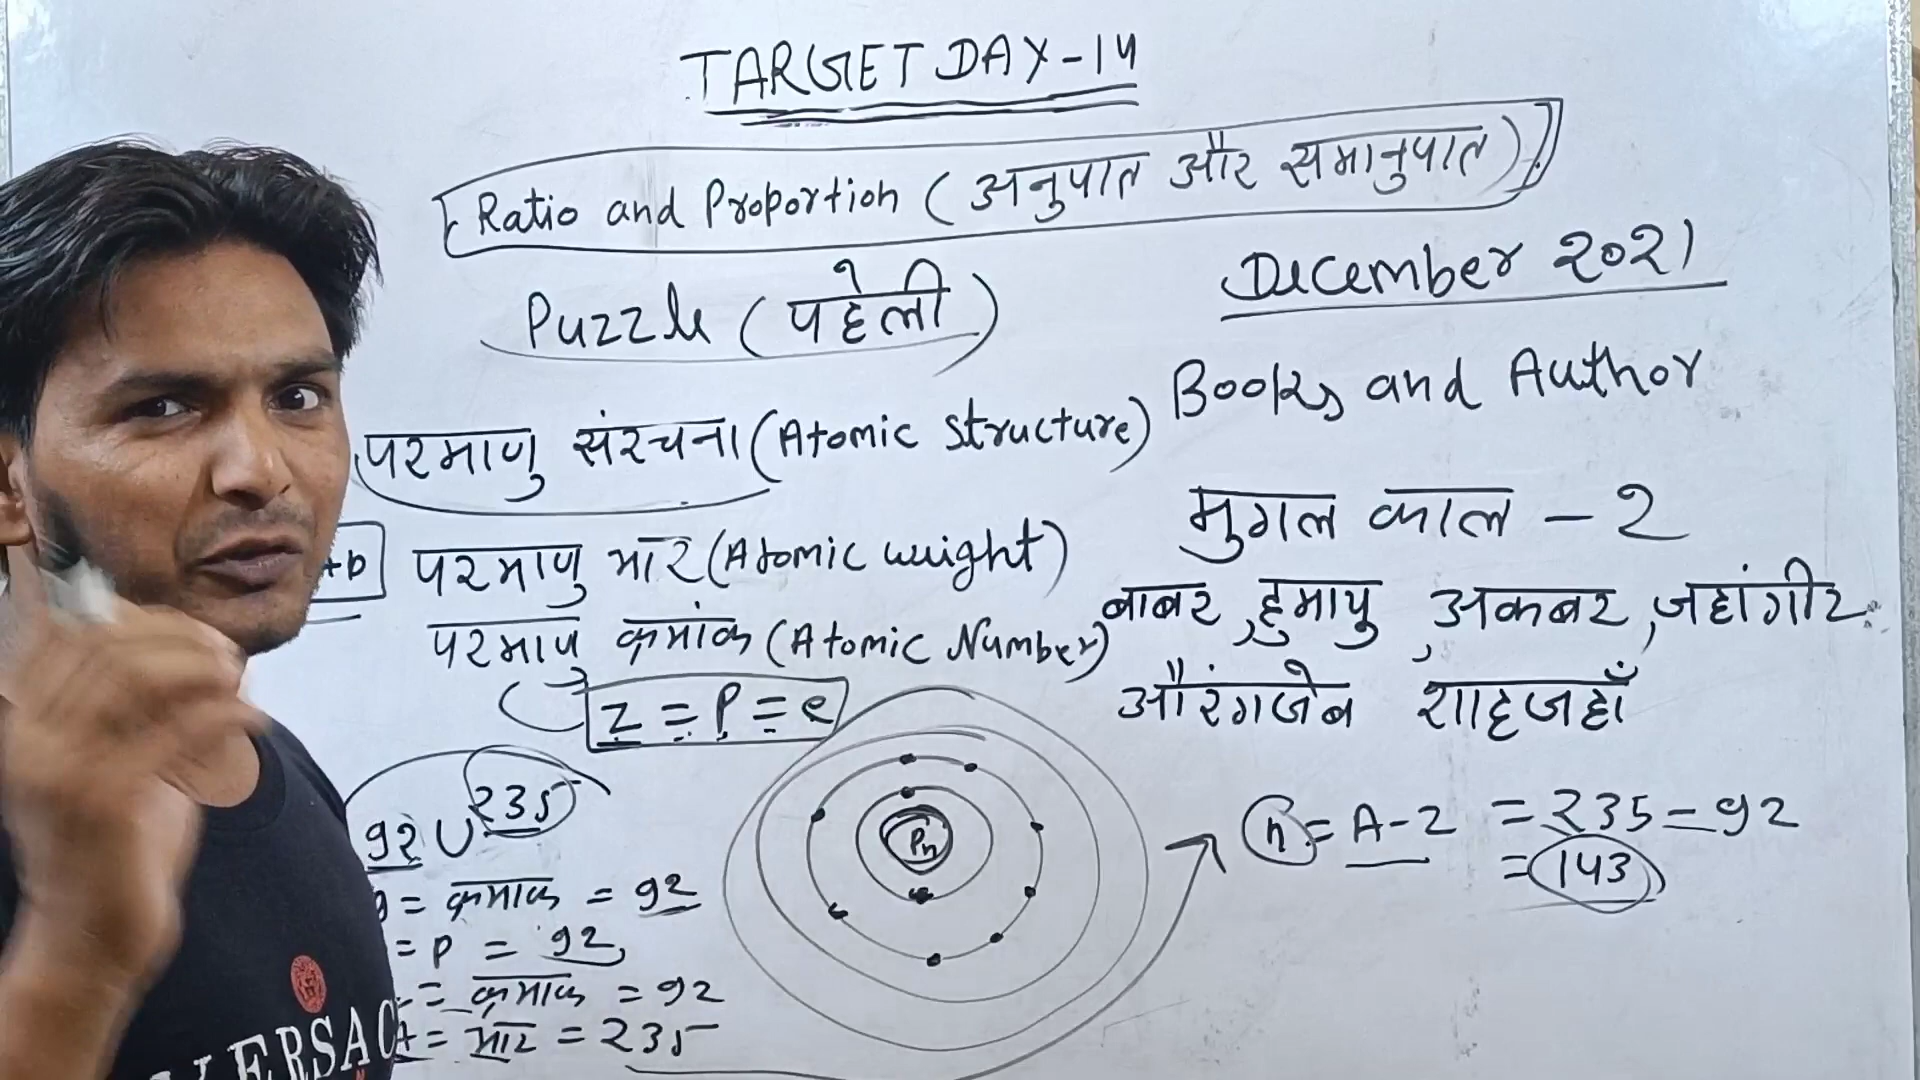 TARGET DAY-14
Ratio and Proportion (अनुपात और समानुपात)
Puzzle (पहेली)
December 2021
Books and Author
परमाणु संरचना (Atomic Structure)
मुगल काल - 2
+p परमाणु भार (Atomic weight)
परमाणु क्रमांक (Atomic Number)
बाबर, हुमायु, अकबर, जहांगीर
औरंगजेब शाहजहाँ
Z = P = e
92 U 235
= क्रमांक = 92
= P = 92
= क्रमांक = 92
A = भार = 235
Pn
n = A-Z = 235-92
= 143
VERSAC